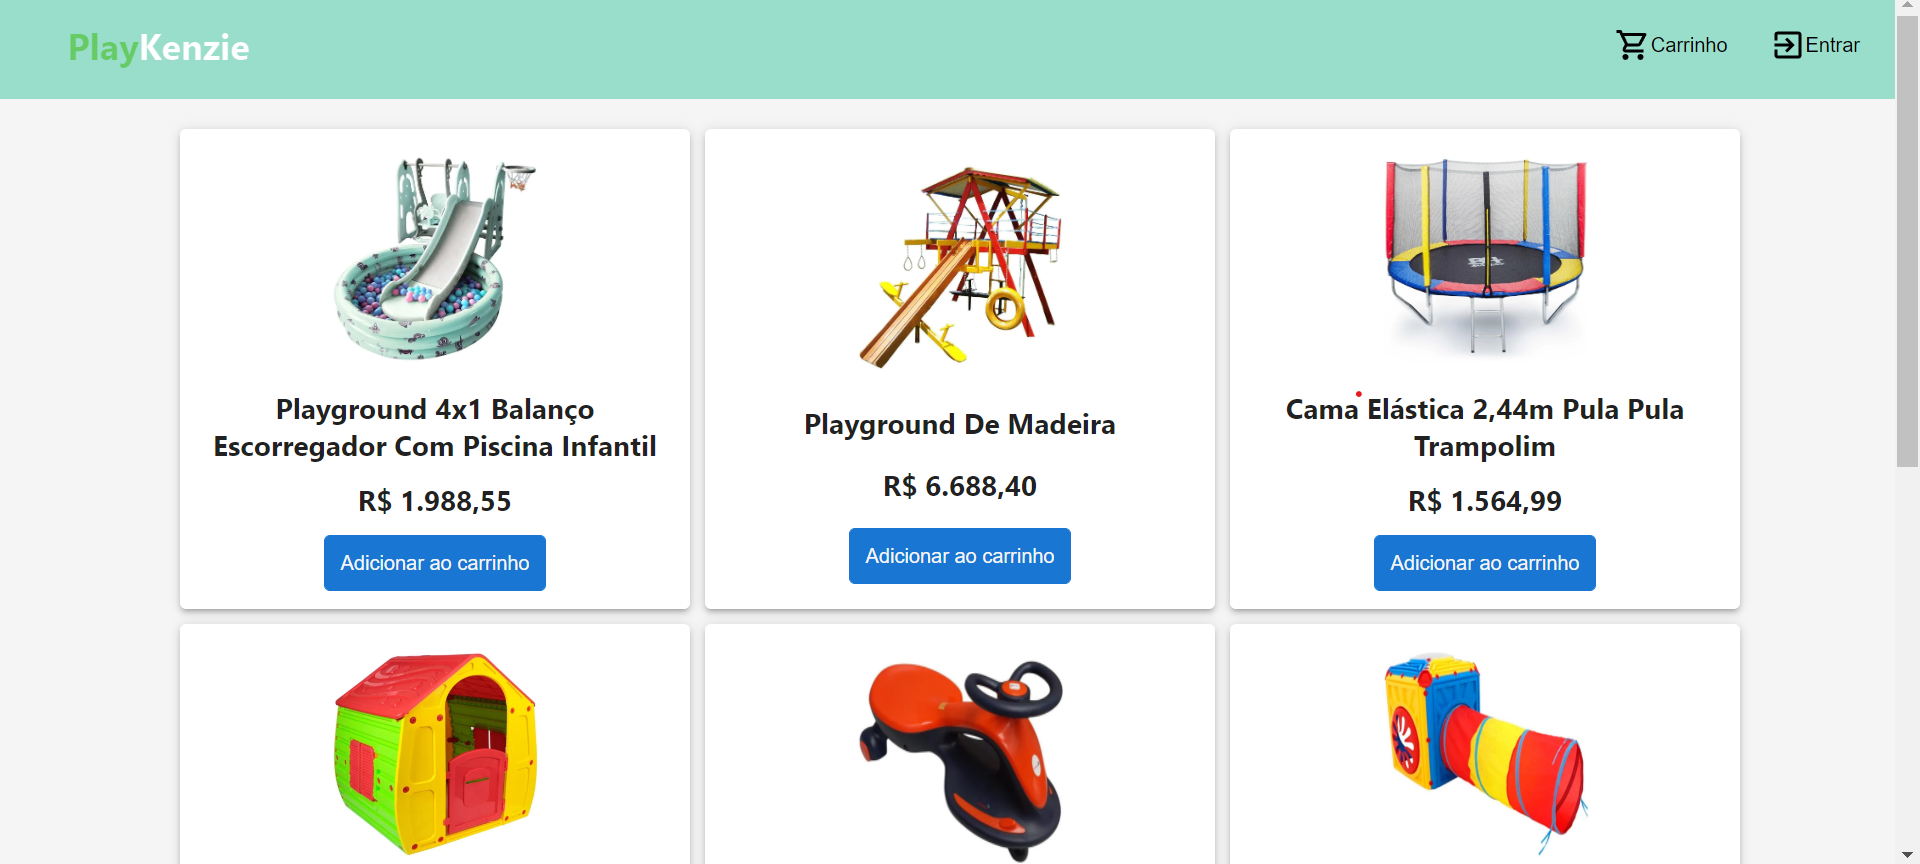 PlayKenzie
Carrinho
Entrar
Playground 4x1 Balanço
Escorregador Com Piscina Infantil
R$ 1.988,55
Adicionar ao carrinho
Playground De Madeira
R$ 6.688,40
Adicionar ao carrinho
Cama Elástica 2,44m Pula Pula
Trampolim
R$ 1.564,99
Adicionar ao carrinho